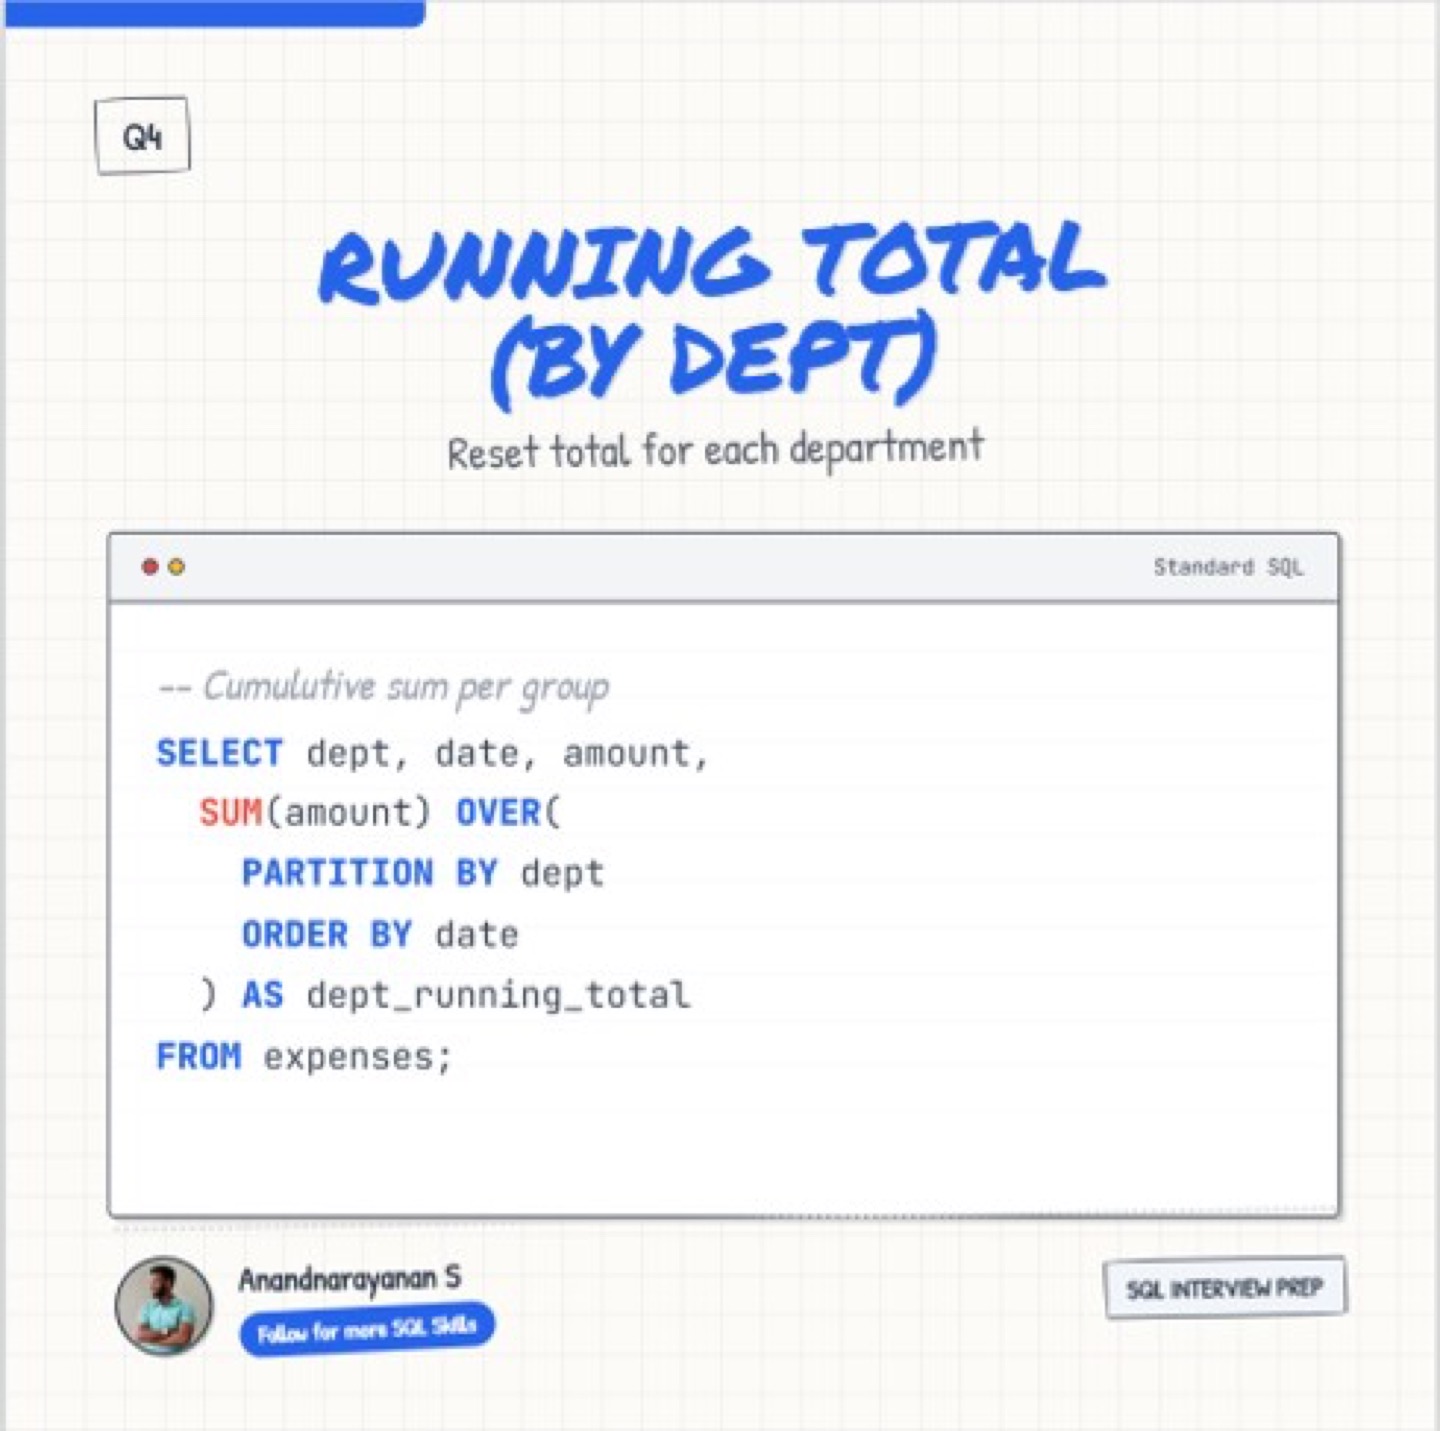 Q4
RUNNING TOTAL
(BY DEPT)
Reset total for each department
Standard SQL
-- Cumulutive sum per group
SELECT dept, date, amount,
SUM(amount) OVER(
PARTITION BY dept
ORDER BY date
) AS dept_running_total
FROM expenses;
Anandnarayanan S
Follow for more SQL Skills
SQL INTERVIEW PREP